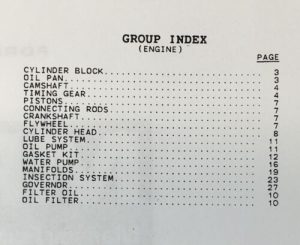 GROUP INDEX
(ENGINE)
PAGE
CYLINDER BLOCK.......................... 3
OIL PAN................................. 3
CAMSHAFT................................ 4
TIMING GEAR............................. 4
PISTONS................................. 7
CONNECTING RODS......................... 7
CRANKSHAFT.............................. 7
FLYWHEEL................................ 7
CYLINDER HEAD........................... 8
LUBE SYSTEM............................. 11
OIL PUMP................................ 11
GASKET KIT.............................. 12
WATER PUMP.............................. 16
MANIFOLDS............................... 19
INSECTION SYSTEM........................ 23
GOVERNOR................................ 27
FILTER OIL.............................. 10
OIL FILTER.............................. 10